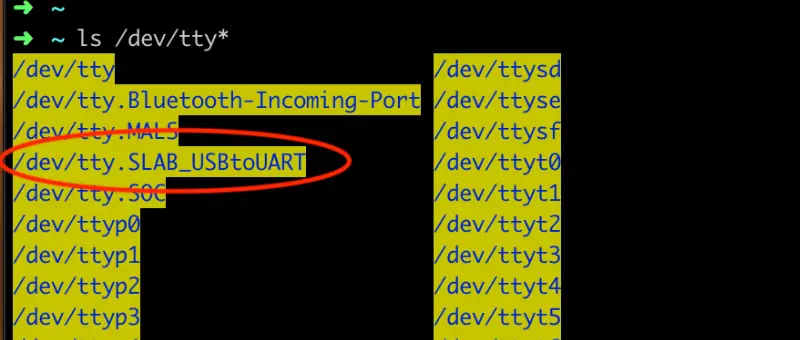 ➜ ~
➜ ~ ls /dev/tty*
/dev/tty /dev/ttysd
/dev/tty.Bluetooth-Incoming-Port /dev/ttyse
/dev/tty.MALS /dev/ttysf
/dev/tty.SLAB_USBtoUART /dev/ttyt0
/dev/tty.SOC /dev/ttyt1
/dev/ttyp0 /dev/ttyt2
/dev/ttyp1 /dev/ttyt3
/dev/ttyp2 /dev/ttyt4
/dev/ttyp3 /dev/ttyt5